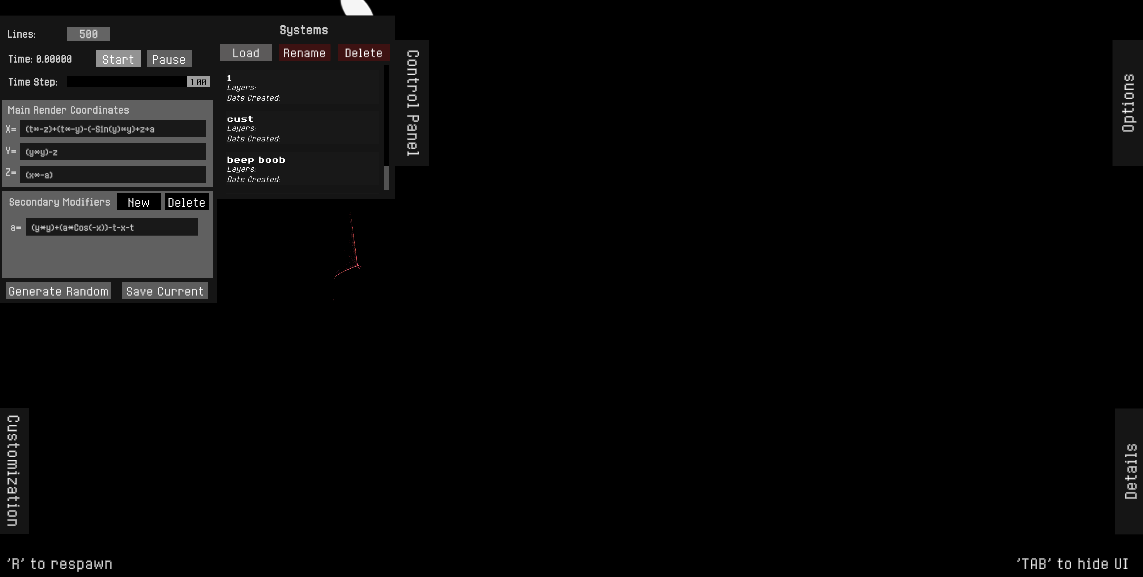 Lines: 500
Time: 0.00000 Start Pause
Time Step: 1.00
Main Render Coordinates
X= (t*-z)+(t*-y)-(-Sin(y)*y)+z+a
Y= (y*y)-z
Z= (x*-a)
Secondary Modifiers New Delete
a= (y*y)+(a*Cos(-x))-t-x-t
Generate Random Save Current
Systems
Load Rename Delete
1
Layers:
Date Created:
cust
Layers:
Date Created:
beep boob
Layers:
Date Created:
Control Panel
Options
Customization
Details
'R' to respawn
'TAB' to hide UI